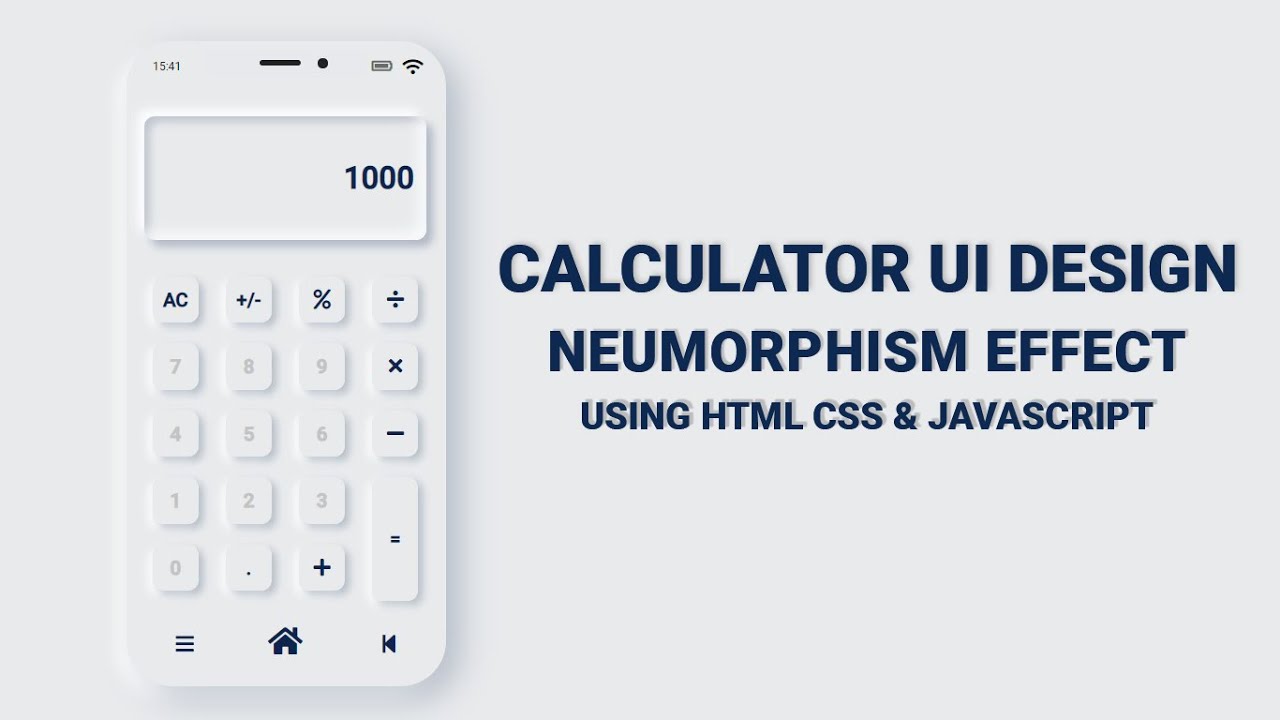 15:41
1000
AC +/- % ÷
7 8 9 ×
4 5 6 −
1 2 3
=
0 . +
CALCULATOR UI DESIGN
NEUMORPHISM EFFECT
USING HTML CSS & JAVASCRIPT